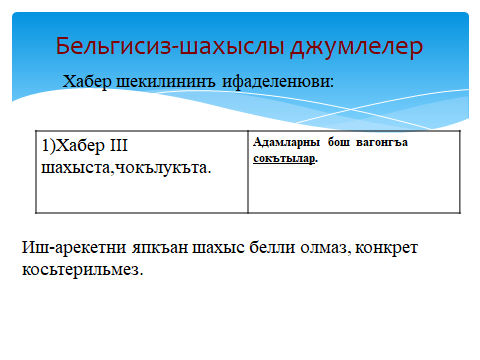 Бельгисиз-шахыслы джумлелер
Хабер шекилининъ ифаделенюви:
1)Хабер III
шахыста,чокълукъта.
Адамларны бош вагонгъа
сокътылар.
Иш-арекетни япкъан шахыс белли олмаз, конкрет
косьтерильмез.